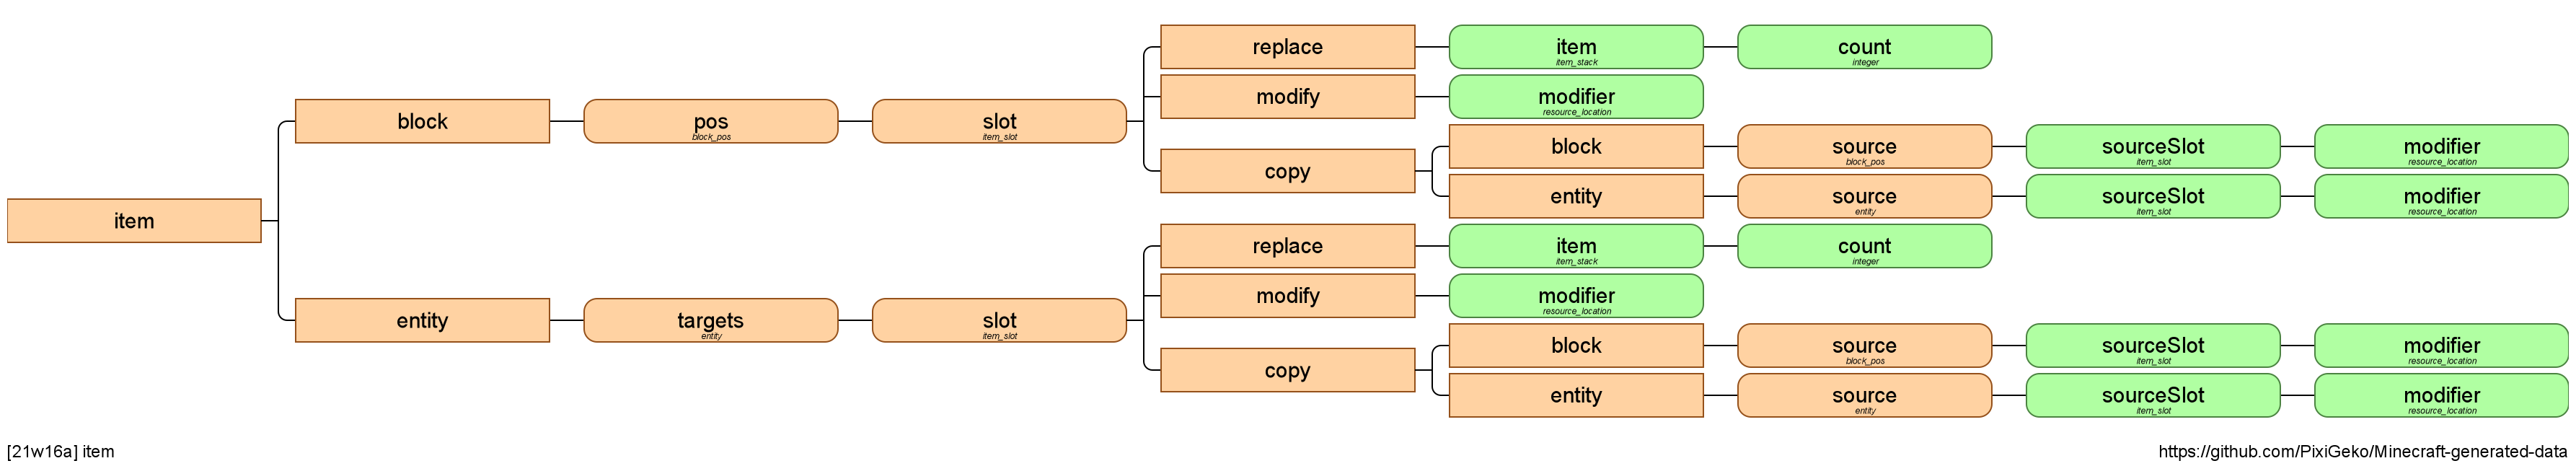 replace
item
item_stack
count
integer
modify
modifier
resource_location
block
pos
block_pos
slot
item_slot
block
source
block_pos
sourceSlot
item_slot
modifier
resource_location
copy
entity
source
entity
sourceSlot
item_slot
modifier
resource_location
item
replace
item
item_stack
count
integer
modify
modifier
resource_location
entity
targets
entity
slot
item_slot
block
source
block_pos
sourceSlot
item_slot
modifier
resource_location
copy
entity
source
entity
sourceSlot
item_slot
modifier
resource_location
[21w16a] item
https://github.com/PixiGeko/Minecraft-generated-data